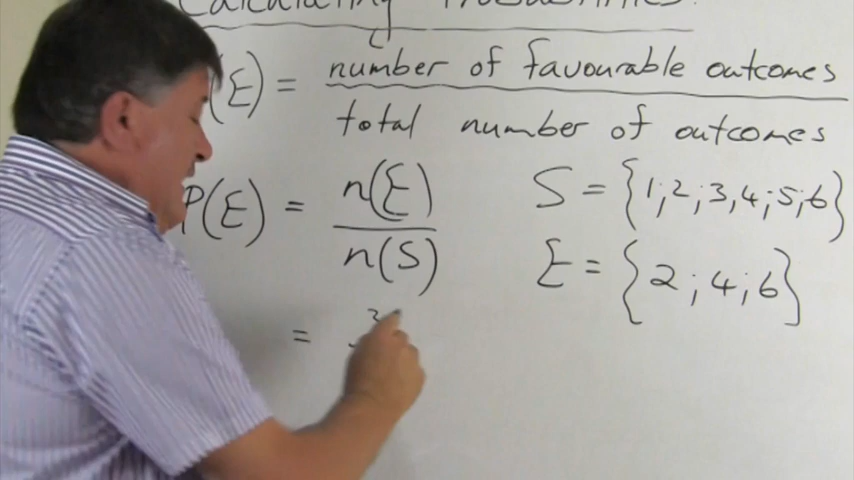 Calculating Probabilities.
(E) = number of favourable outcomes
total number of outcomes
P(E) = n(E) S = {1;2;3,4;5;6}
n(S) E = {2;4;6}
= 3